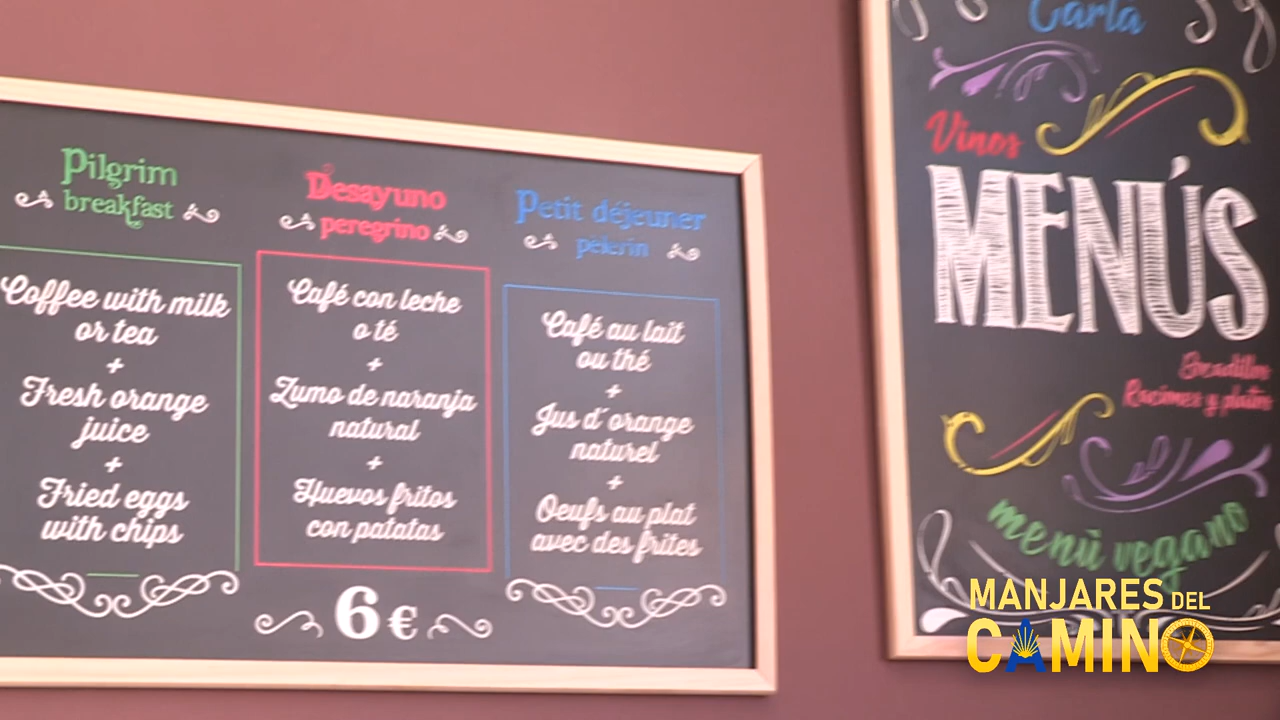 Pilgrim
breakfast
Coffee with milk
or tea
+
Fresh orange
juice
+
Fried eggs
with chips
Desayuno
peregrino
Café con leche
o té
+
Zumo de naranja
natural
+
Huevos fritos
con patatas
6 €
Petit déjeuner
pèlerin
Café au lait
ou thé
+
Jus d´orange
naturel
+
Oeufs au plat
avec des frites
Carla
Vinos
MENÚS
Bocadillos
Raciones y platos
menú vegano
MANJARES DEL
CAMINO